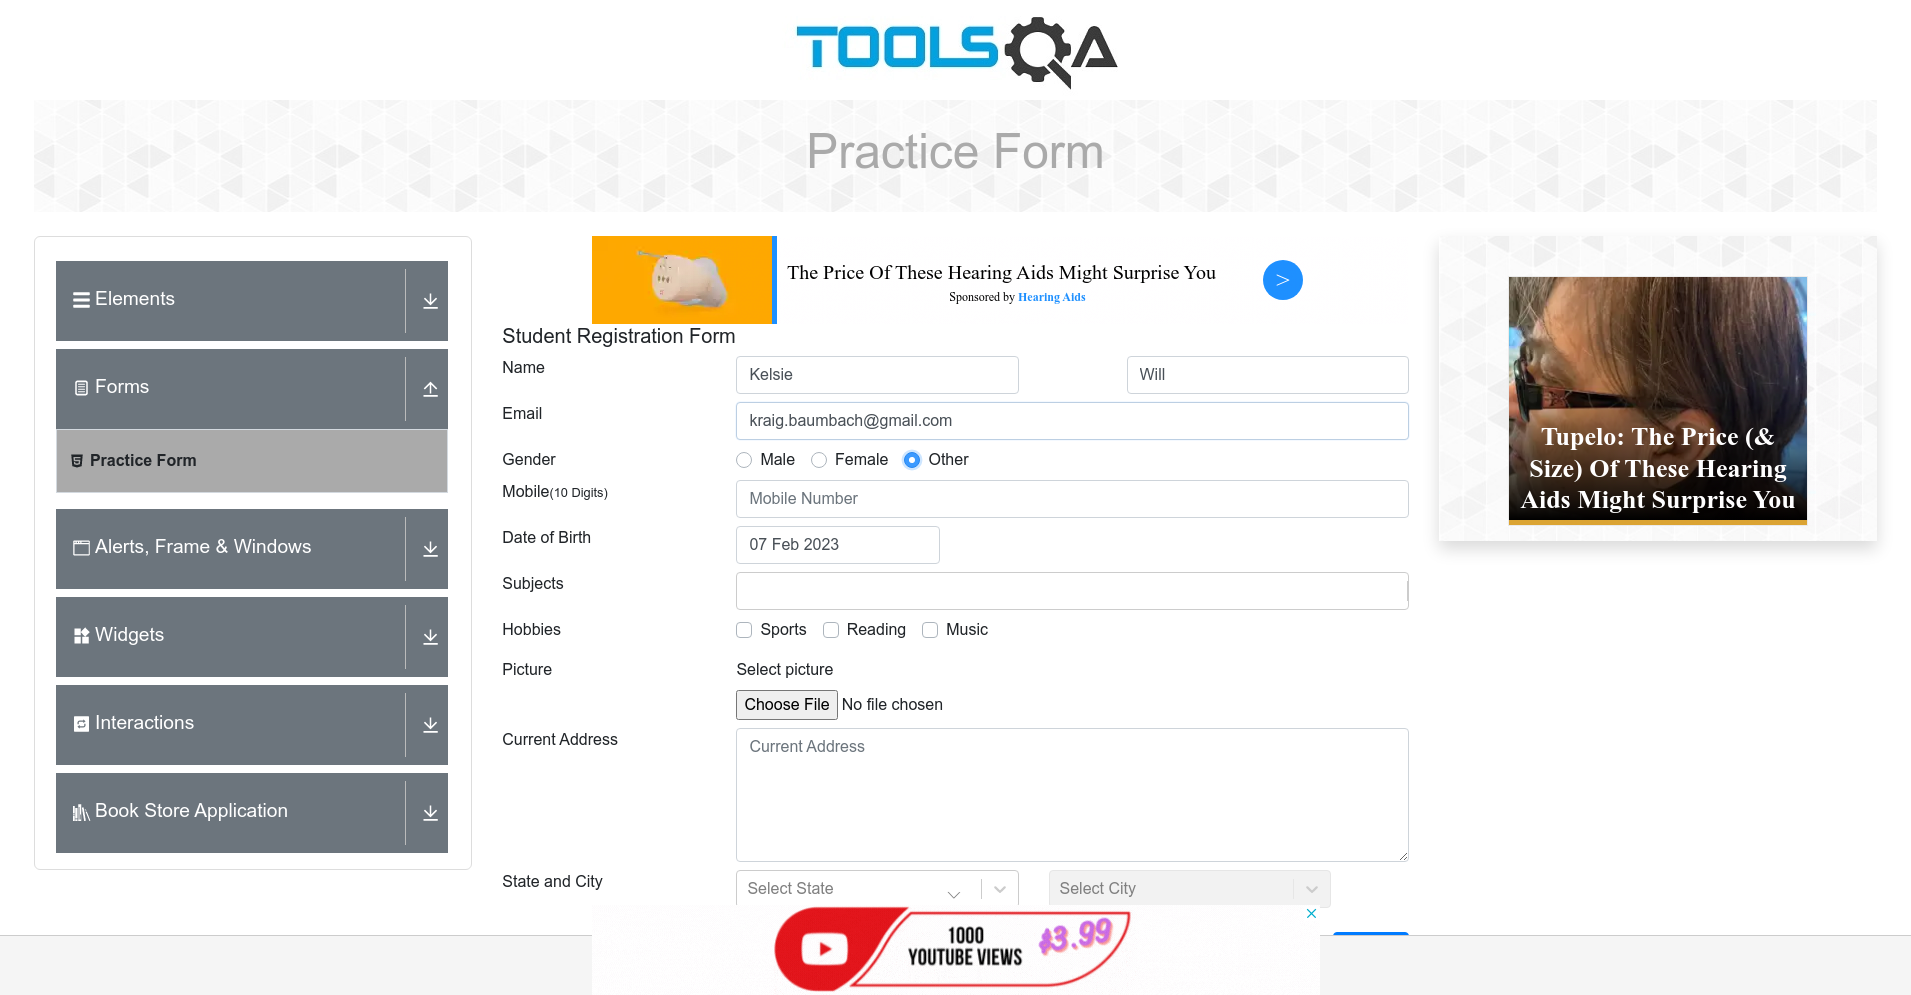 TOOLSQA
Practice Form
Elements
Forms
Practice Form
Alerts, Frame & Windows
Widgets
Interactions
Book Store Application
The Price Of These Hearing Aids Might Surprise You
Sponsored by Hearing Aids
>
Student Registration Form
Name
Kelsie
Will
Email
kraig.baumbach@gmail.com
Gender
Male
Female
Other
Mobile(10 Digits)
Mobile Number
Date of Birth
07 Feb 2023
Subjects
Hobbies
Sports
Reading
Music
Picture
Select picture
Choose File No file chosen
Current Address
Current Address
State and City
Select State
Select City
Tupelo: The Price (&
Size) Of These Hearing
Aids Might Surprise You
1000
YOUTUBE VIEWS
$3.99